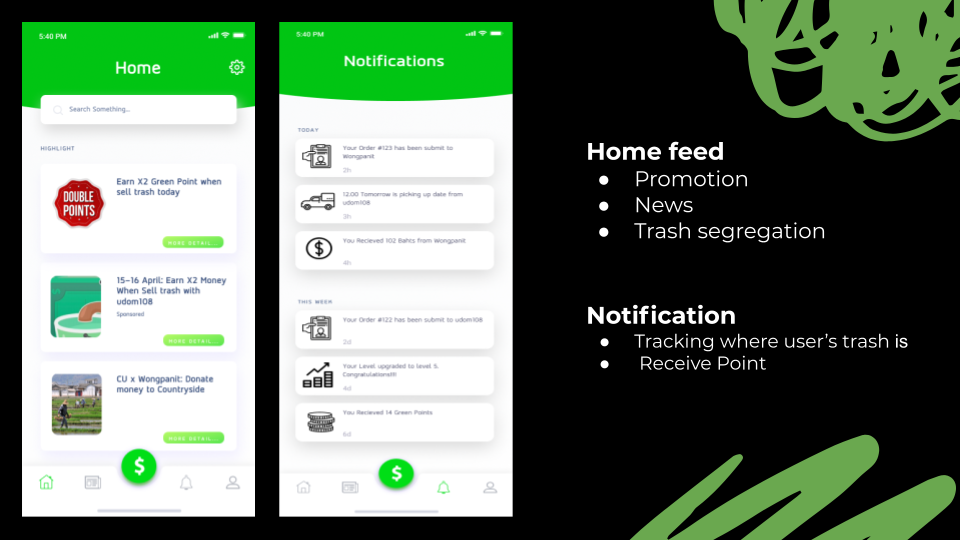 5:40 PM
Home
Search Something...
HIGHLIGHT
DOUBLE
POINTS
Earn X2 Green Point when
sell trash today
MORE DETAIL...
15-16 April: Earn X2 Money
When Sell trash with
udom108
Sponsored
MORE DETAIL...
CU x Wongpanit: Donate
money to Countryside
MORE DETAIL...
$
5:40 PM
Notifications
TODAY
Your Order #123 has been submit to
Wongpanit
2h
12.00 Tomorrow is picking up date from
udom108
3h
$
You Recieved 102 Bahts from Wongpanit
4h
THIS WEEK
Your Order #122 has been submit to udom108
2d
Your Level upgraded to level 5.
Congratulations!!!
4d
You Recieved 14 Green Points
6d
$
Home feed
● Promotion
● News
● Trash segregation
Notification
● Tracking where user's trash is
● Receive Point